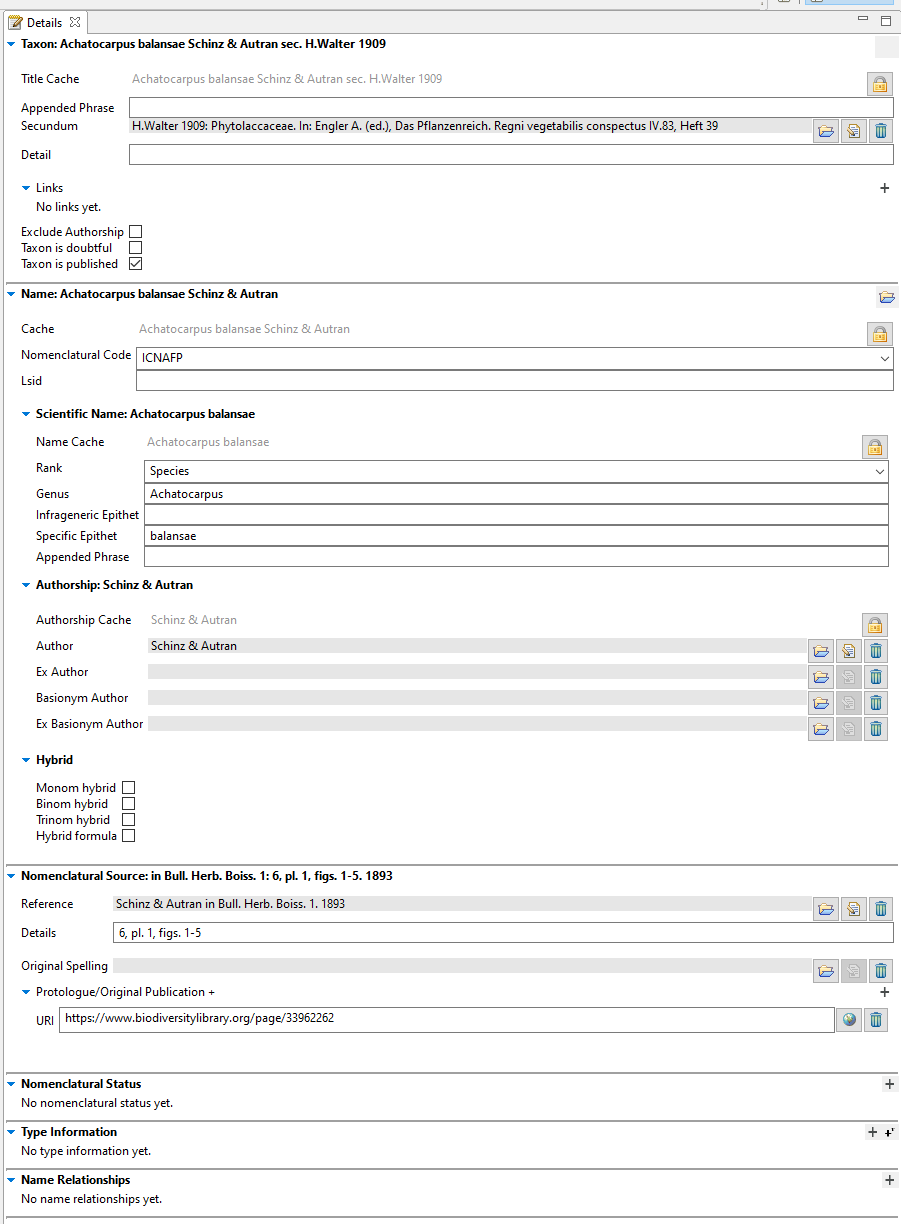 Details
Taxon: Achatocarpus balansae Schinz & Autran sec. H.Walter 1909
Title Cache Achatocarpus balansae Schinz & Autran sec. H.Walter 1909
Appended Phrase
Secundum H.Walter 1909: Phytolaccaceae. In: Engler A. (ed.), Das Pflanzenreich. Regni vegetabilis conspectus IV.83, Heft 39
Detail
Links +
No links yet.
Exclude Authorship
Taxon is doubtful
Taxon is published
Name: Achatocarpus balansae Schinz & Autran
Cache Achatocarpus balansae Schinz & Autran
Nomenclatural Code ICNAFP
Lsid
Scientific Name: Achatocarpus balansae
Name Cache Achatocarpus balansae
Rank Species
Genus Achatocarpus
Infrageneric Epithet
Specific Epithet balansae
Appended Phrase
Authorship: Schinz & Autran
Authorship Cache Schinz & Autran
Author Schinz & Autran
Ex Author
Basionym Author
Ex Basionym Author
Hybrid
Monom hybrid
Binom hybrid
Trinom hybrid
Hybrid formula
Nomenclatural Source: in Bull. Herb. Boiss. 1: 6, pl. 1, figs. 1-5. 1893
Reference Schinz & Autran in Bull. Herb. Boiss. 1. 1893
Details 6, pl. 1, figs. 1-5
Original Spelling
Protologue/Original Publication + +
URI https://www.biodiversitylibrary.org/page/33962262
Nomenclatural Status +
No nomenclatural status yet.
Type Information + +'
No type information yet.
Name Relationships +
No name relationships yet.